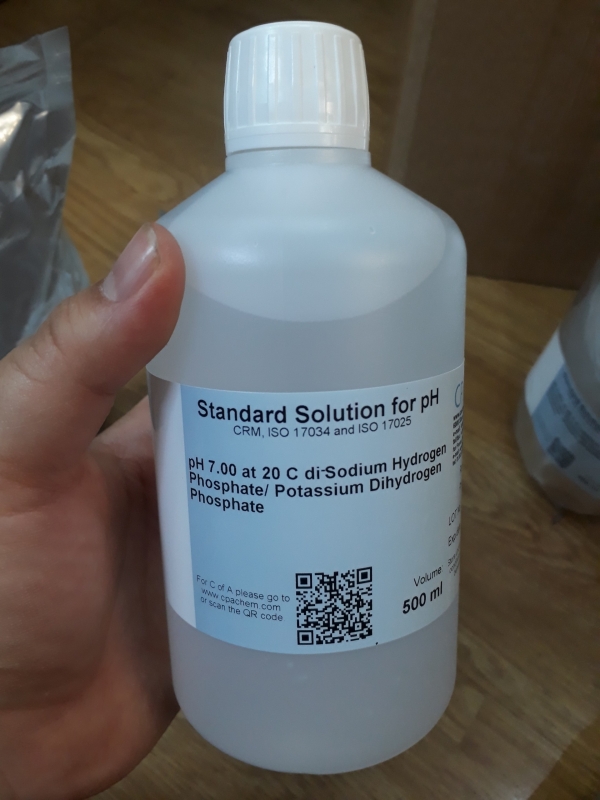 Standard Solution for pH
CRM, ISO 17034 and ISO 17025
pH 7.00 at 20 C di-Sodium Hydrogen
Phosphate/ Potassium Dihydrogen
Phosphate
For C of A please go to
www.cpachem.com
or scan the QR code
Volume:
500 ml